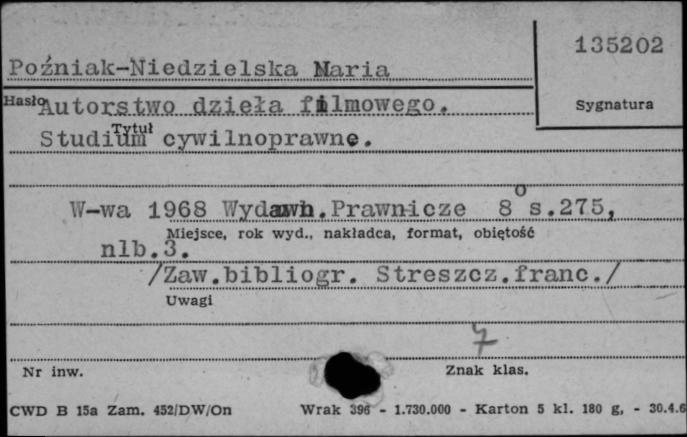 135202
Poźniak-Niedzielska Maria
Hasło Autorstwo dzieła filmowego.
Sygnatura
Tytuł
Studium cywilnoprawne.
W-wa 1968 Wydawn.Prawnicze 8° s.275,
Miejsce, rok wyd., nakładca, format, objętość
nlb.3.
/Zaw.bibliogr. Streszcz.franc./
Uwagi
7
Nr inw. Znak klas.
CWD B 15a Zam. 452/DW/On Wrak 396 - 1.730.000 - Karton 5 kl. 180 g, - 30.4.6